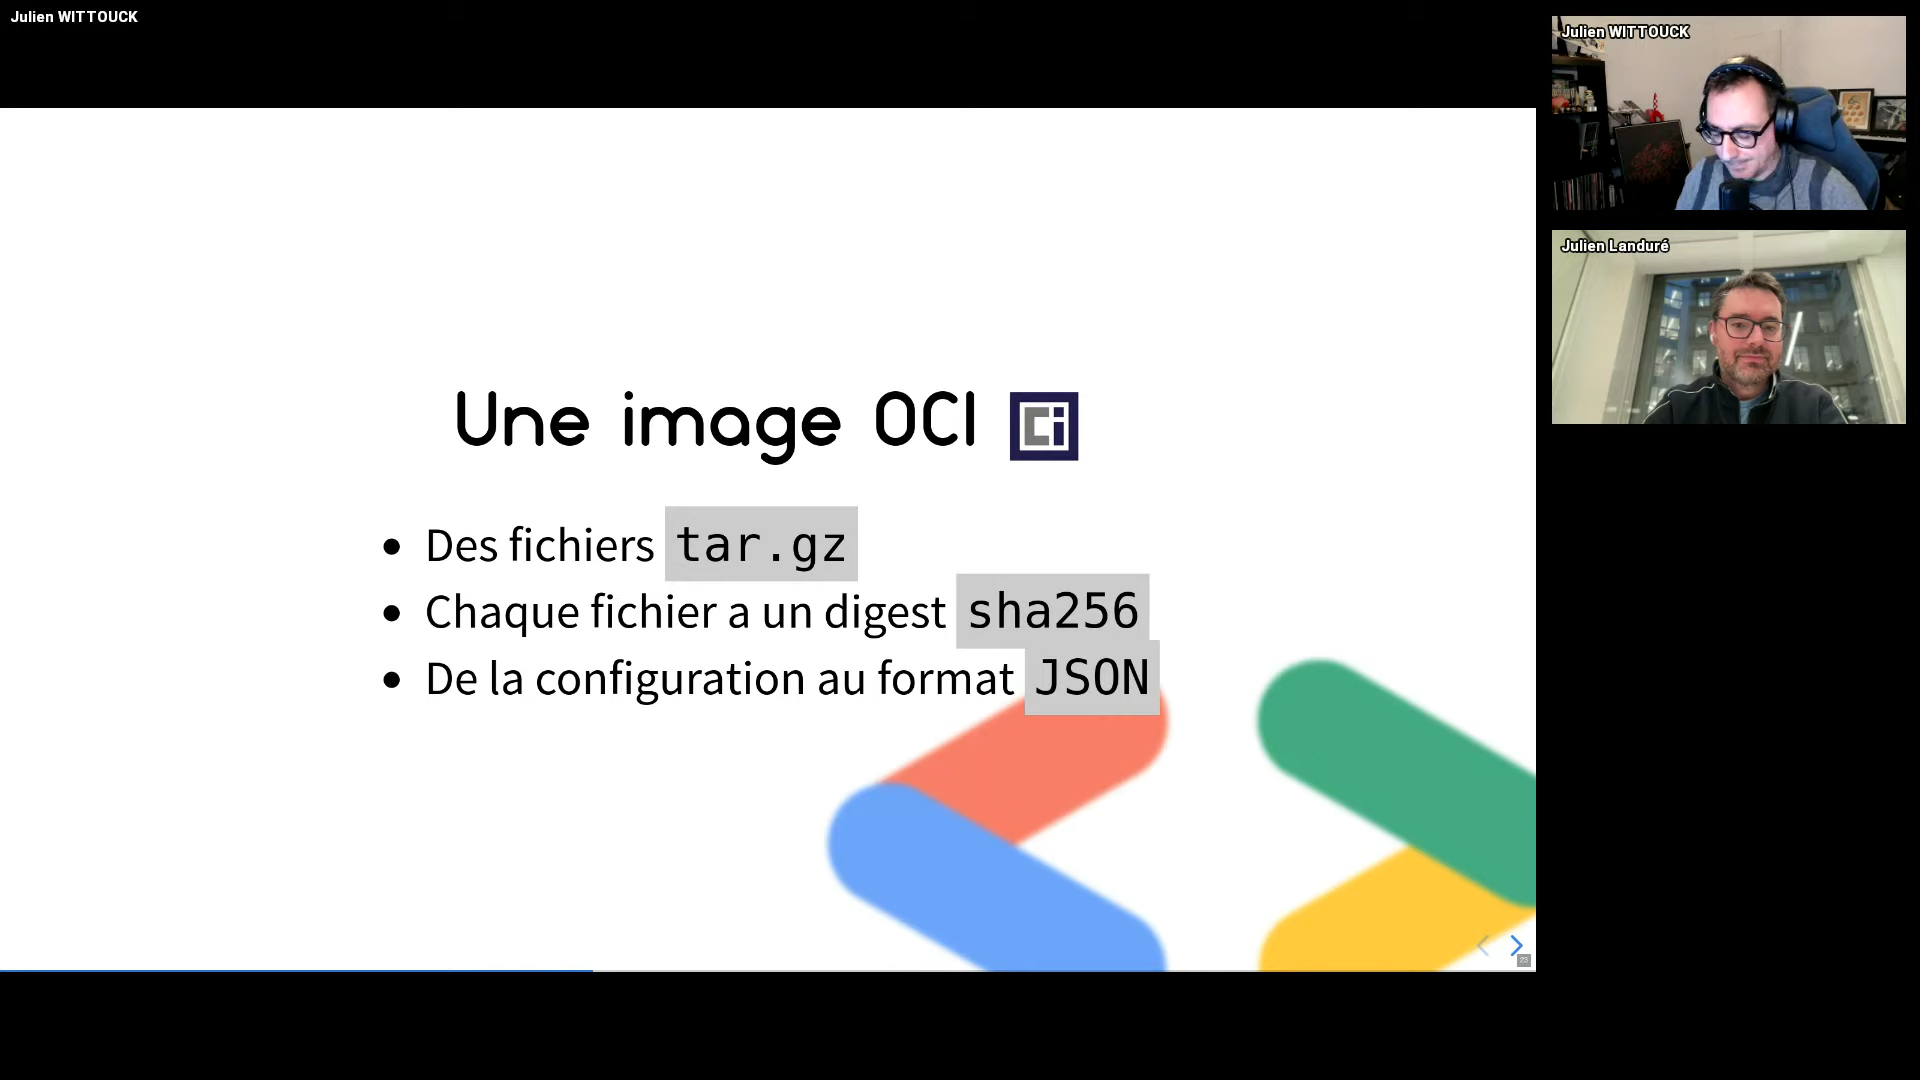 Julien WITTOUCK
Julien WITTOUCK
Julien Landuré
Une image OCI Ci
Des fichiers tar.gz
Chaque fichier a un digest sha256
De la configuration au format JSON